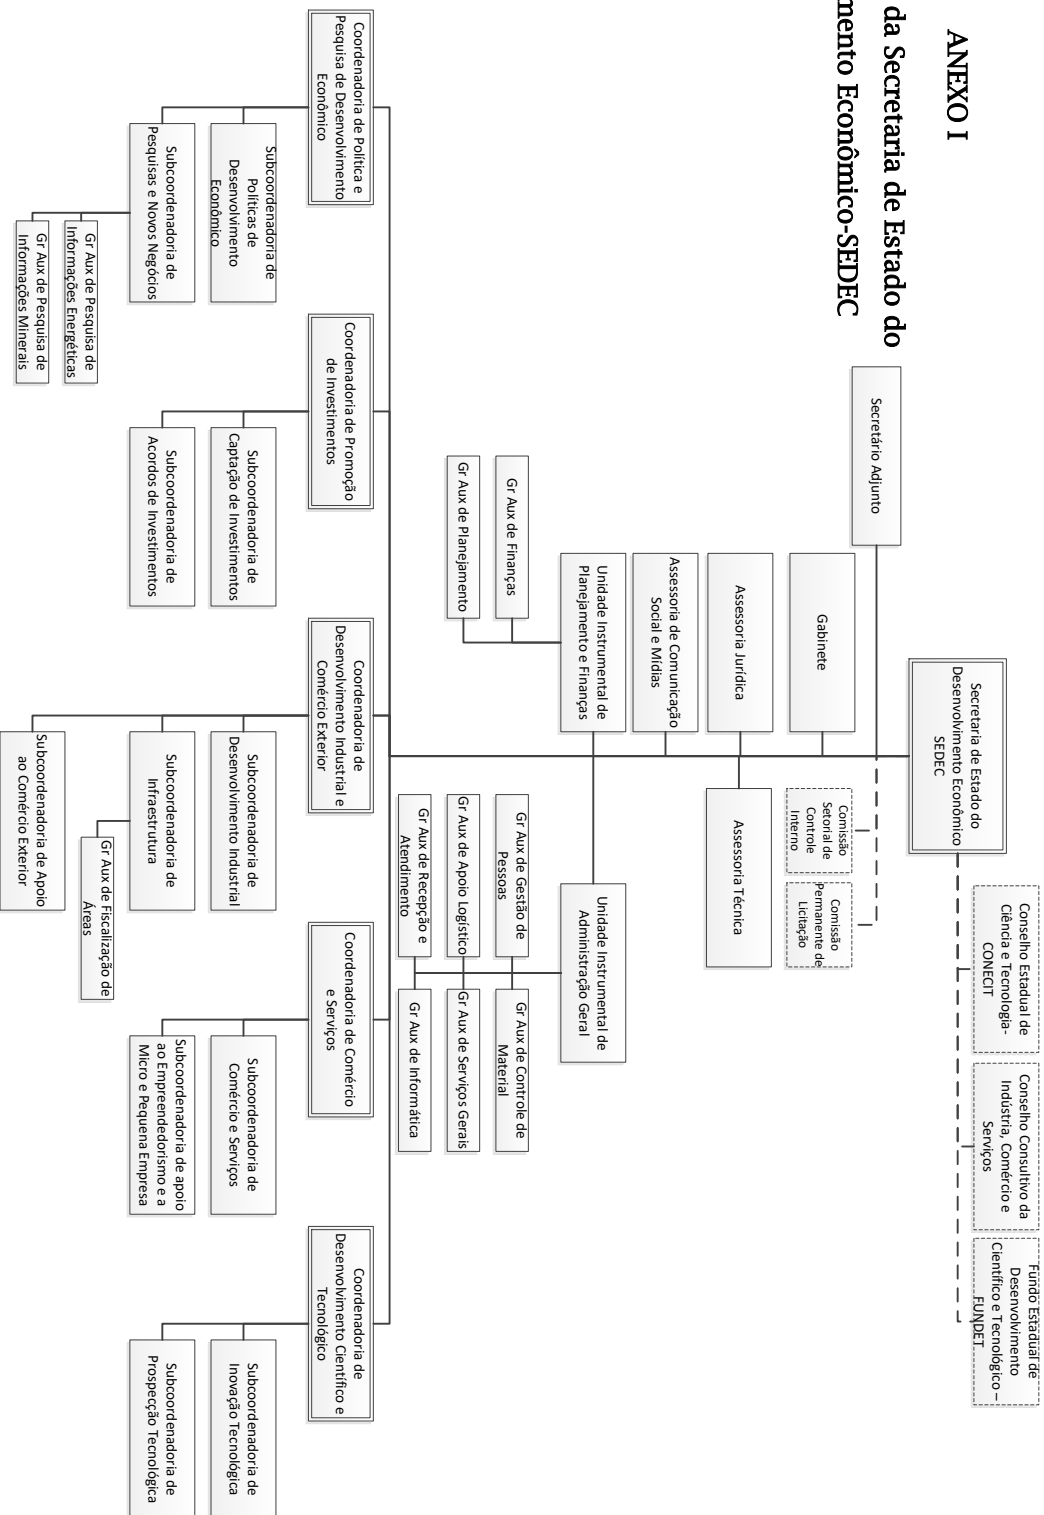 ANEXO I
da Secretaria de Estado do
mento Econômico-SEDEC
Secretaria de Estado do
Desenvolvimento Econômico
SEDEC
Conselho Estadual de
Ciência e Tecnologia-
CONECIT
Conselho Consultivo da
Indústria, Comércio e
Serviços
Fundo Estadual de
Desenvolvimento
Científico e Tecnológico –
FUNDET
Secretário Adjunto
Comissão
Setorial de
Controle
Interno
Comissão
Permanente de
Licitação
Gabinete
Assessoria Jurídica
Assessoria Técnica
Assessoria de Comunicação
Social e Mídias
Unidade Instrumental de
Planejamento e Finanças
Gr Aux de Finanças
Gr Aux de Planejamento
Unidade Instrumental de
Administração Geral
Gr Aux de Gestão de
Pessoas
Gr Aux de Controle de
Material
Gr Aux de Apoio Logístico
Gr Aux de Serviços Gerais
Gr Aux de Recepção e
Atendimento
Gr Aux de Informática
Coordenadoria de Política e
Pesquisa de Desenvolvimento
Econômico
Subcoordenadoria de
Políticas de
Desenvolvimento
Econômico
Subcoordenadoria de
Pesquisas e Novos Negócios
Gr Aux de Pesquisa de
Informações Energéticas
Gr Aux de Pesquisa de
Informações Minerais
Coordenadoria de Promoção
de Investimentos
Subcoordenadoria de
Captação de Investimentos
Subcoordenadoria de
Acordos de Investimentos
Coordenadoria de
Desenvolvimento Industrial e
Comércio Exterior
Subcoordenadoria de
Desenvolvimento Industrial
Subcoordenadoria de
Infraestrutura
Gr Aux de Fiscalização de
Áreas
Subcoordenadoria de Apoio
ao Comércio Exterior
Coordenadoria de Comércio
e Serviços
Subcoordenadoria de
Comércio e Serviços
Subcoordenadoria de apoio
ao Empreendedorismo e a
Micro e Pequena Empresa
Coordenadoria de
Desenvolvimento Científico e
Tecnológico
Subcoordenadoria de
Inovação Tecnológica
Subcoordenadoria de
Prospecção Tecnológica